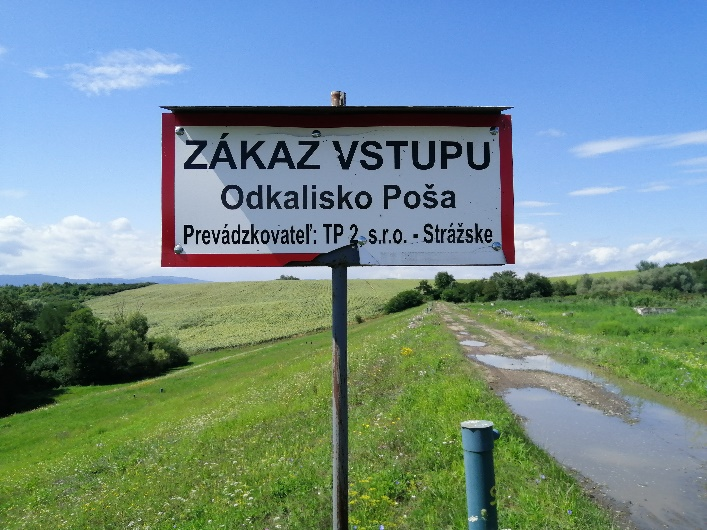 ZÁKAZ VSTUPU
Odkalisko Poša
Prevádzkovateľ: TP 2 s.r.o. - Strážske